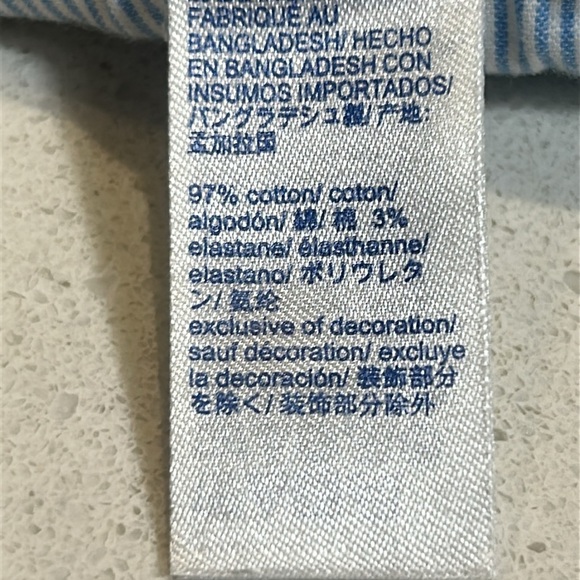 FABRIQUÉ AU
BANGLADESH/ HECHO
EN BANGLADESH CON
INSUMOS IMPORTADOS/
バングラデシュ製/产地:
孟加拉国
97% cotton/ coton/
algodón/ 綿/ 棉 3%
elastane/ élasthanne/
elastano/ ポリウレタ
ン/ 氨纶
exclusive of decoration/
sauf décoration/ excluye
la decoración/ 装飾部分
を除く/ 装饰部分除外